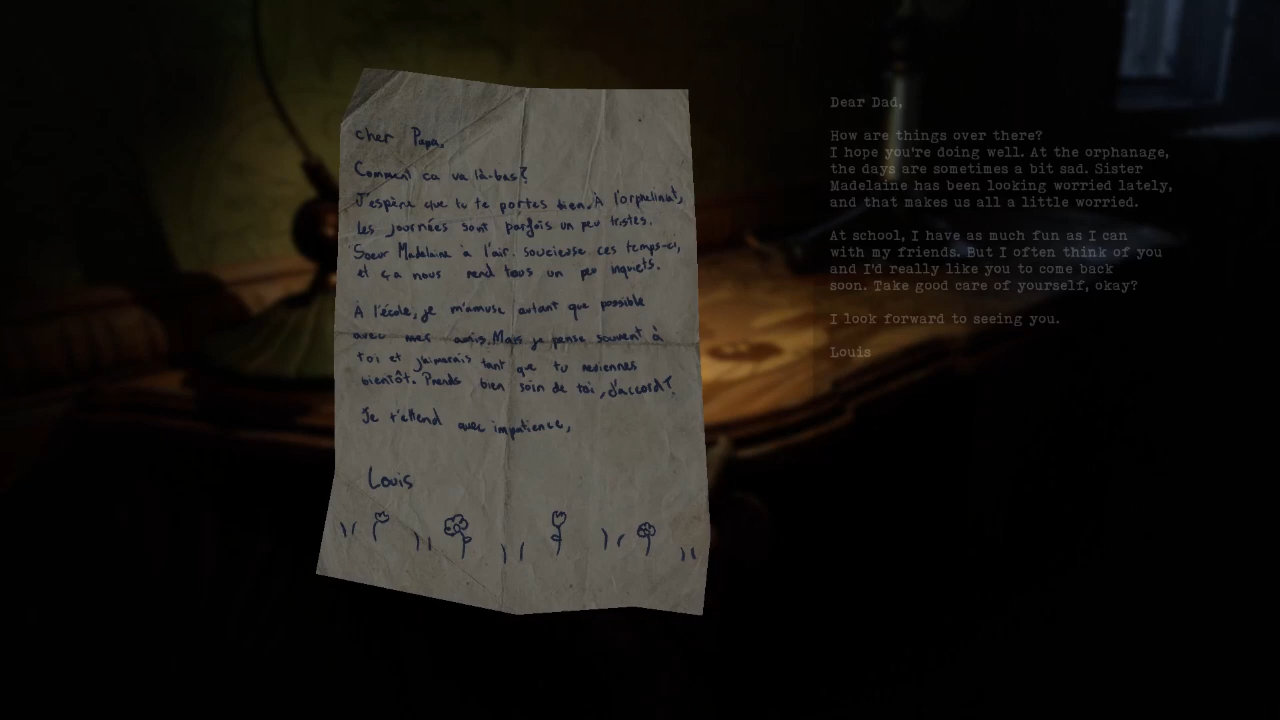 cher Papa,
Comment ca va là-bas?
J'espère que tu te portes bien. À l'orphelinat,
les journées sont parfois un peu tristes.
Soeur Madelaine a l'air soucieuse ces temps-ci,
et ça nous rend tous un peu inquiets.
À l'école, je m'amuse autant que possible
avec mes amis. Mais je pense souvent à
toi et j'aimerais tant que tu reviennes
bientôt. Prends bien soin de toi, d'accord?
Je t'attend avec impatience,
Louis
Dear Dad,
How are things over there?
I hope you're doing well. At the orphanage,
the days are sometimes a bit sad. Sister
Madelaine has been looking worried lately,
and that makes us all a little worried.
At school, I have as much fun as I can
with my friends. But I often think of you
and I'd really like you to come back
soon. Take good care of yourself, okay?
I look forward to seeing you.
Louis